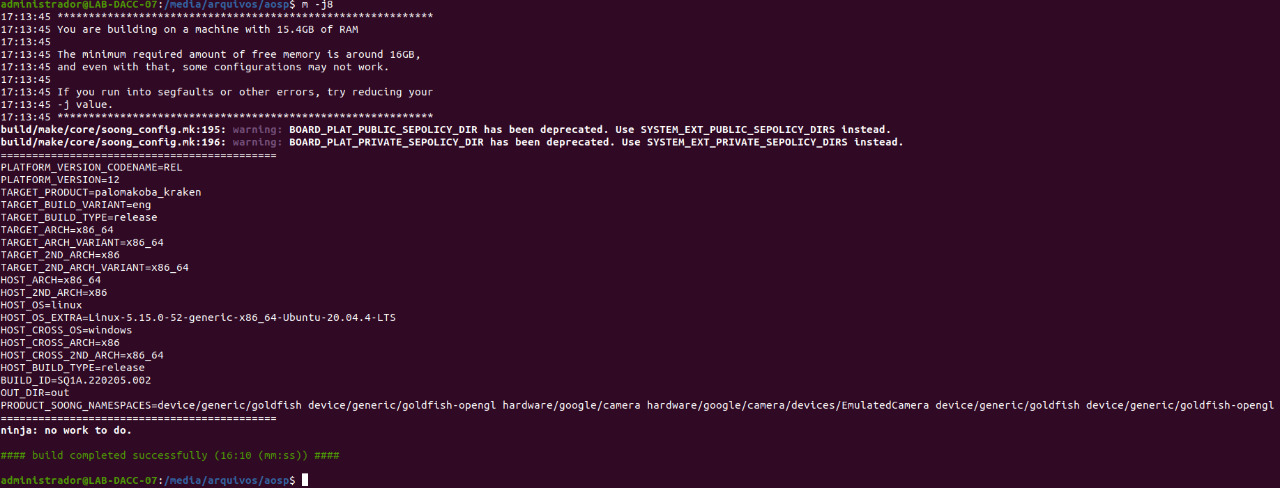 administrador@LAB-DACC-07:/media/arquivos/aosp$ m -j8
17:13:45 ************************************************************
17:13:45 You are building on a machine with 15.4GB of RAM
17:13:45
17:13:45 The minimum required amount of free memory is around 16GB,
17:13:45 and even with that, some configurations may not work.
17:13:45
17:13:45 If you run into segfaults or other errors, try reducing your
17:13:45 -j value.
17:13:45 ************************************************************
build/make/core/soong_config.mk:195: warning: BOARD_PLAT_PUBLIC_SEPOLICY_DIR has been deprecated. Use SYSTEM_EXT_PUBLIC_SEPOLICY_DIRS instead.
build/make/core/soong_config.mk:196: warning: BOARD_PLAT_PRIVATE_SEPOLICY_DIR has been deprecated. Use SYSTEM_EXT_PRIVATE_SEPOLICY_DIRS instead.
============================================
PLATFORM_VERSION_CODENAME=REL
PLATFORM_VERSION=12
TARGET_PRODUCT=palomakoba_kraken
TARGET_BUILD_VARIANT=eng
TARGET_BUILD_TYPE=release
TARGET_ARCH=x86_64
TARGET_ARCH_VARIANT=x86_64
TARGET_2ND_ARCH=x86
TARGET_2ND_ARCH_VARIANT=x86_64
HOST_ARCH=x86_64
HOST_2ND_ARCH=x86
HOST_OS=linux
HOST_OS_EXTRA=Linux-5.15.0-52-generic-x86_64-Ubuntu-20.04.4-LTS
HOST_CROSS_OS=windows
HOST_CROSS_ARCH=x86
HOST_CROSS_2ND_ARCH=x86_64
HOST_BUILD_TYPE=release
BUILD_ID=SQ1A.220205.002
OUT_DIR=out
PRODUCT_SOONG_NAMESPACES=device/generic/goldfish device/generic/goldfish-opengl hardware/google/camera hardware/google/camera/devices/EmulatedCamera device/generic/goldfish device/generic/goldfish-opengl
============================================
ninja: no work to do.
#### build completed successfully (16:10 (mm:ss)) ####
administrador@LAB-DACC-07:/media/arquivos/aosp$